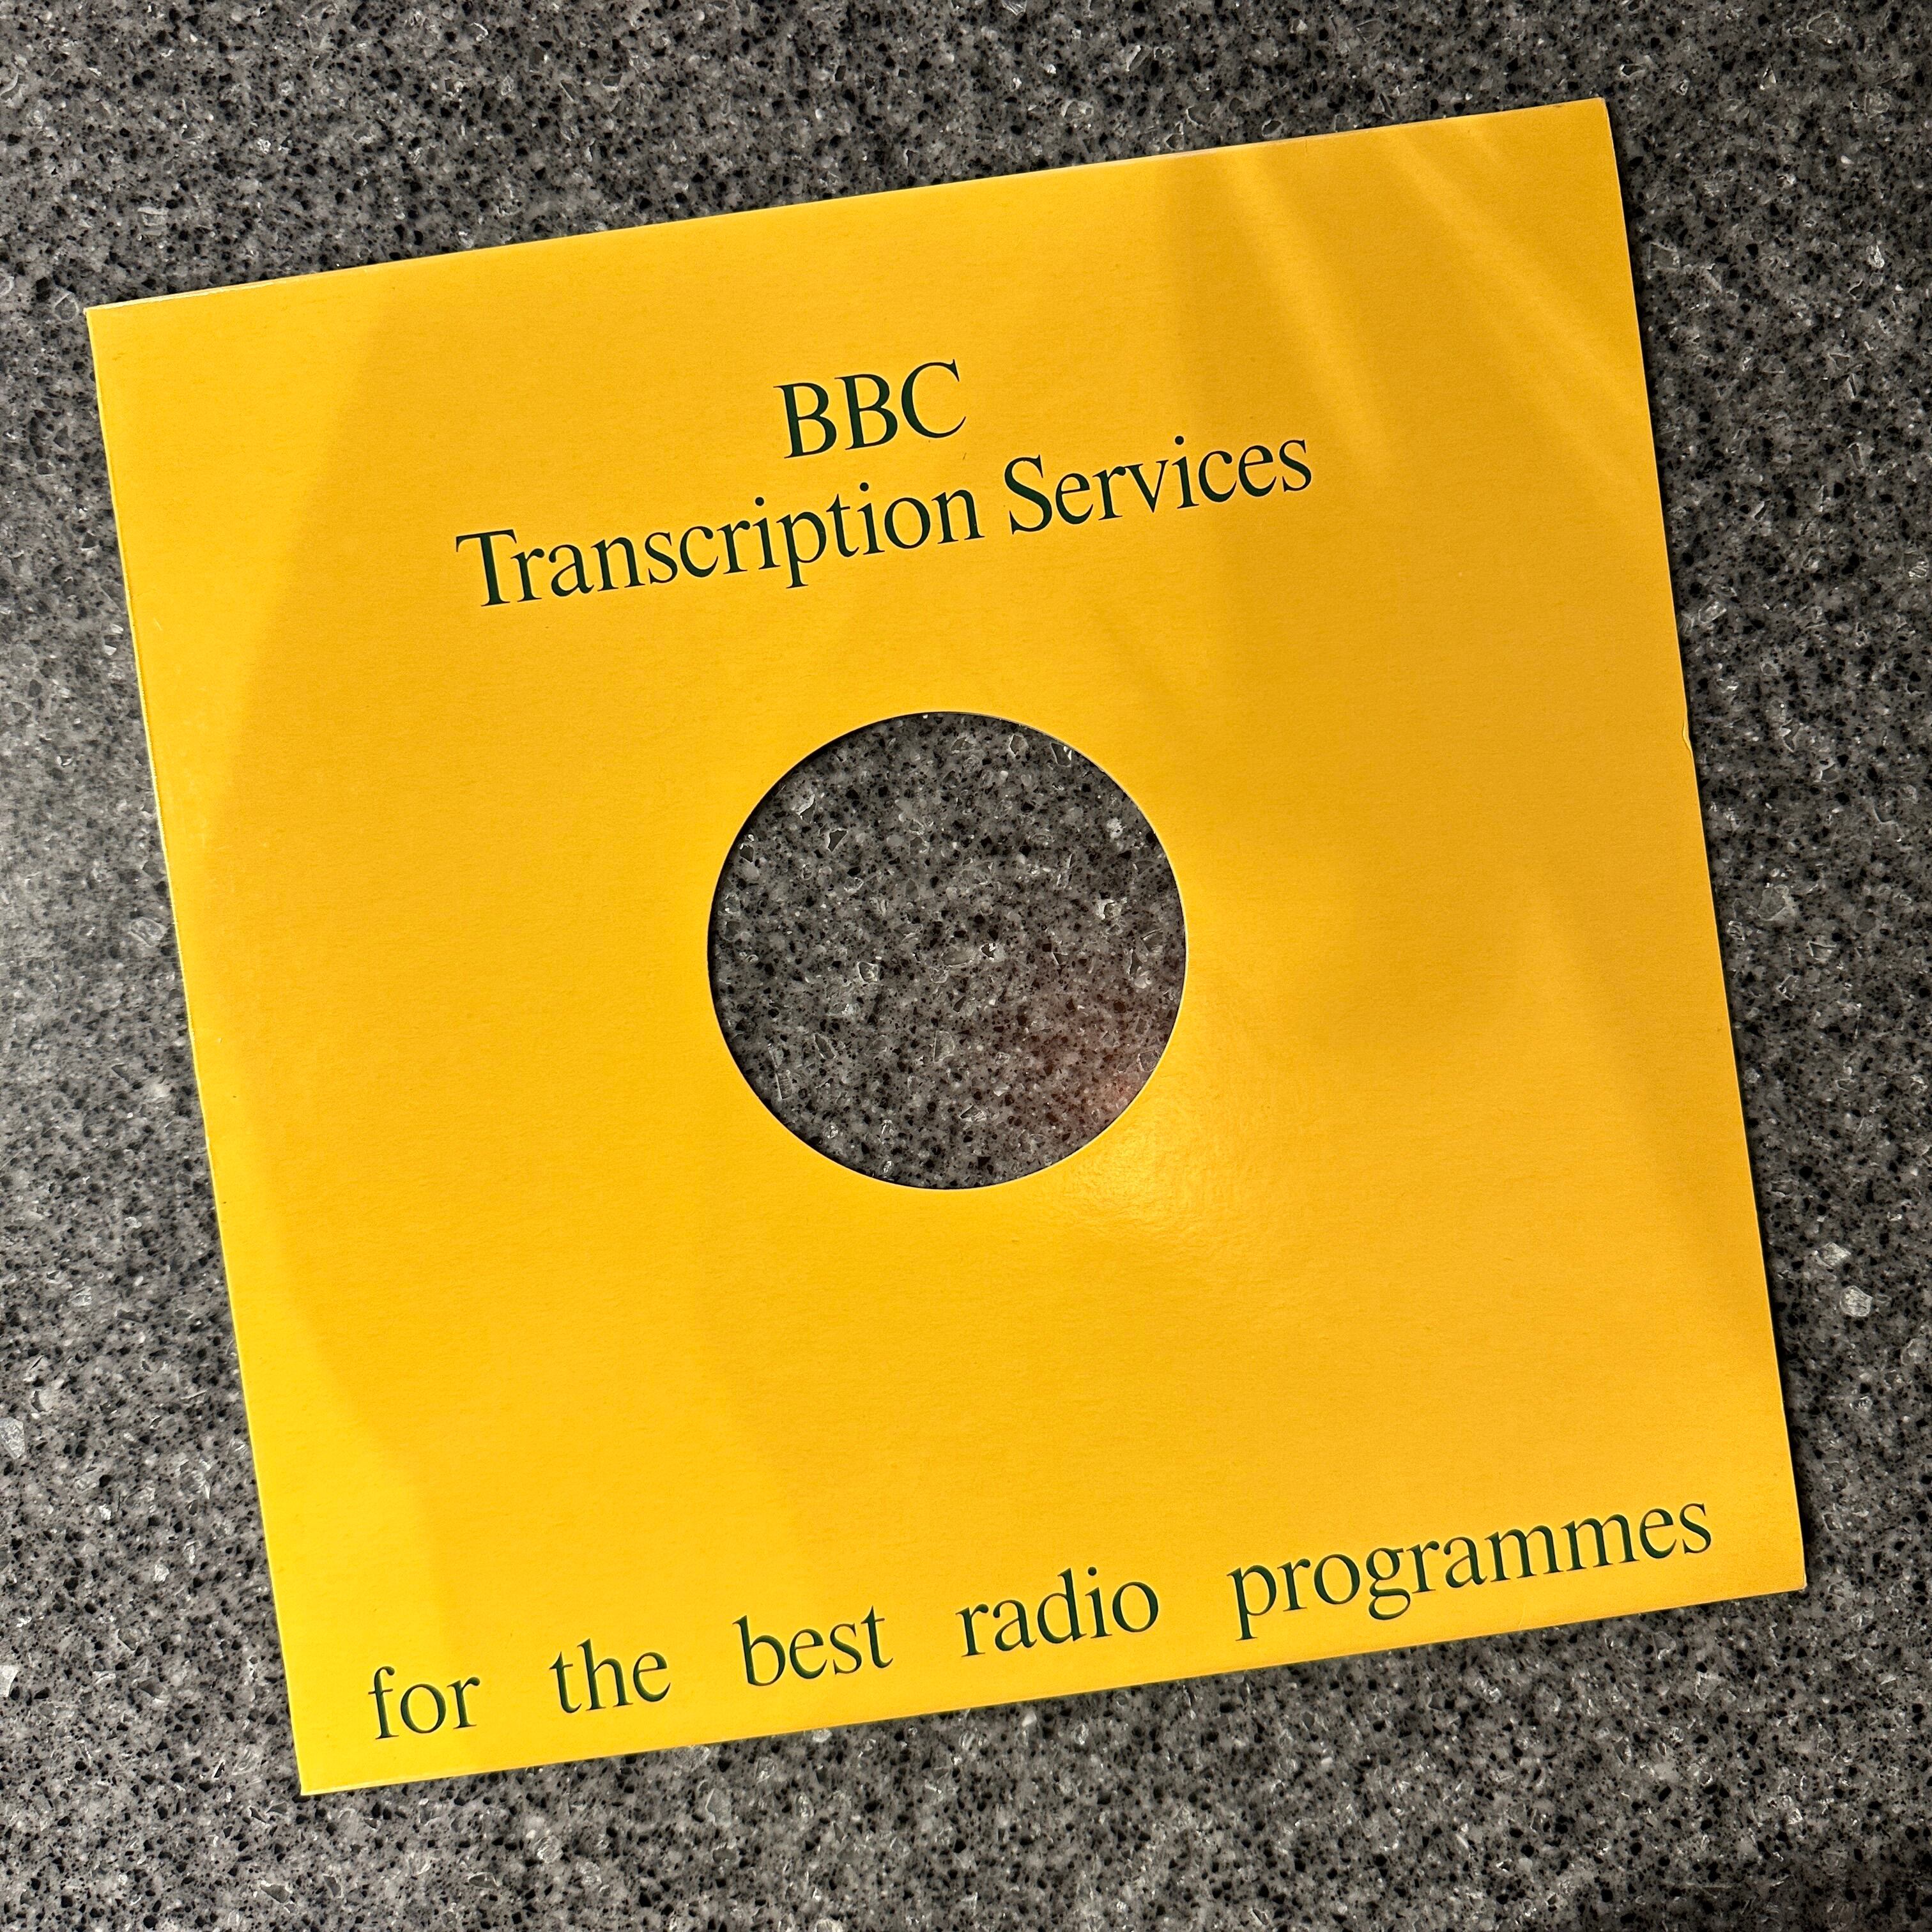 BBC
Transcription Services
for the best radio programmes